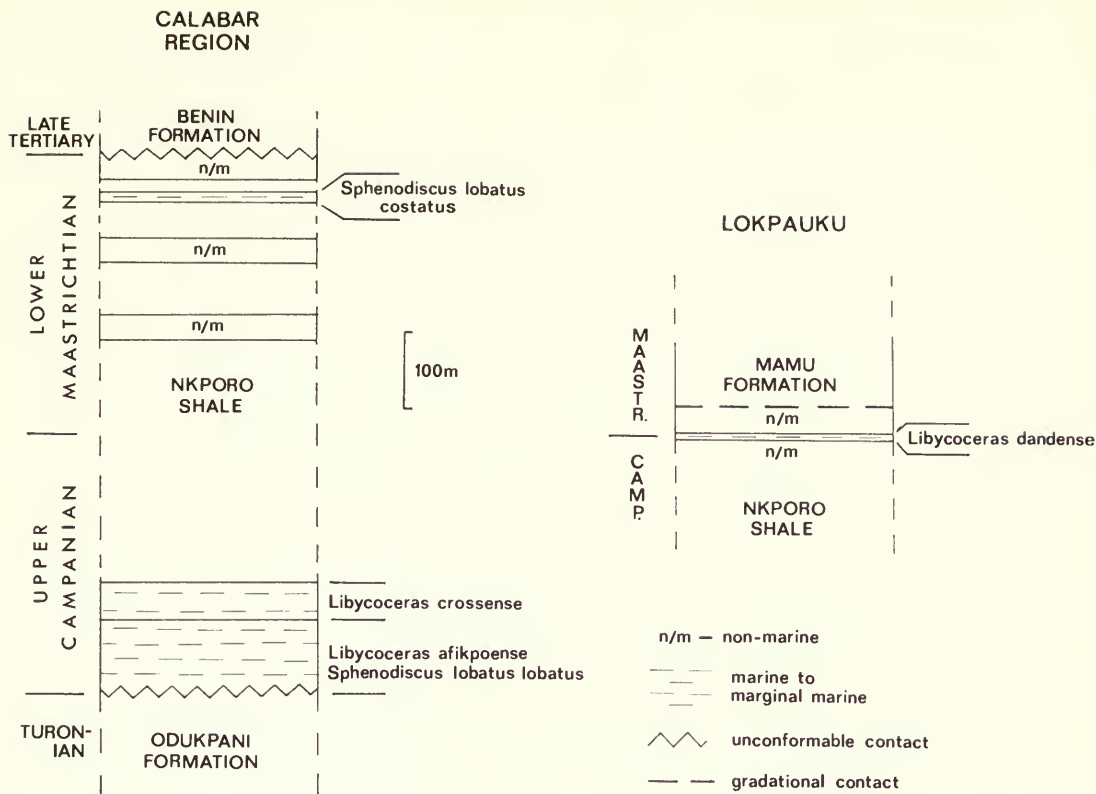 CALABAR
REGION
LATE
TERTIARY
BENIN
FORMATION
n/m
Sphenodiscus lobatus
costatus
n/m
n/m
LOWER
MAASTRICHTIAN
NKPORO
SHALE
100m
UPPER
CAMPANIAN
Libycoceras crossense
Libycoceras afikpoense
Sphenodiscus lobatus lobatus
TURON-
IAN
ODUKPANI
FORMATION
LOKPAUKU
MAASTR.
MAMU
FORMATION
n/m
Libycoceras dandense
n/m
CAMP.
NKPORO
SHALE
n/m – non-marine
marine to
marginal marine
unconformable contact
gradational contact